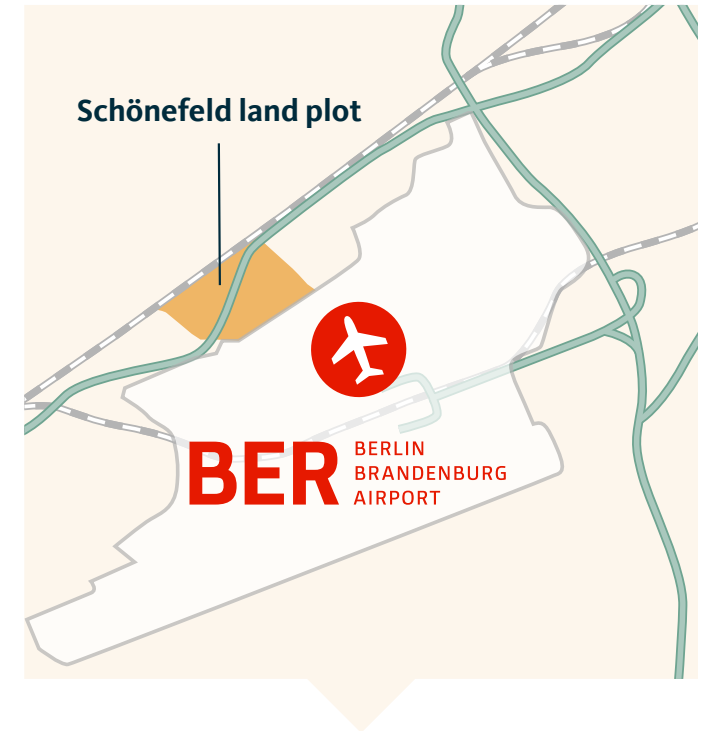 Schönefeld land plot
BER
BERLIN
BRANDENBURG
AIRPORT